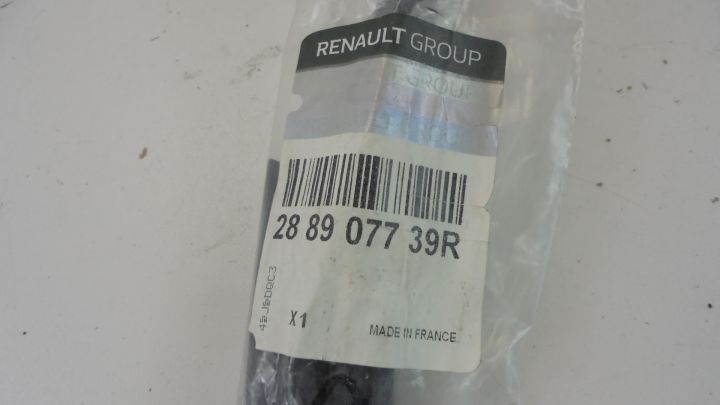 RENAULT GROUP
28 89 077 39R
X1
MADE IN FRANCE